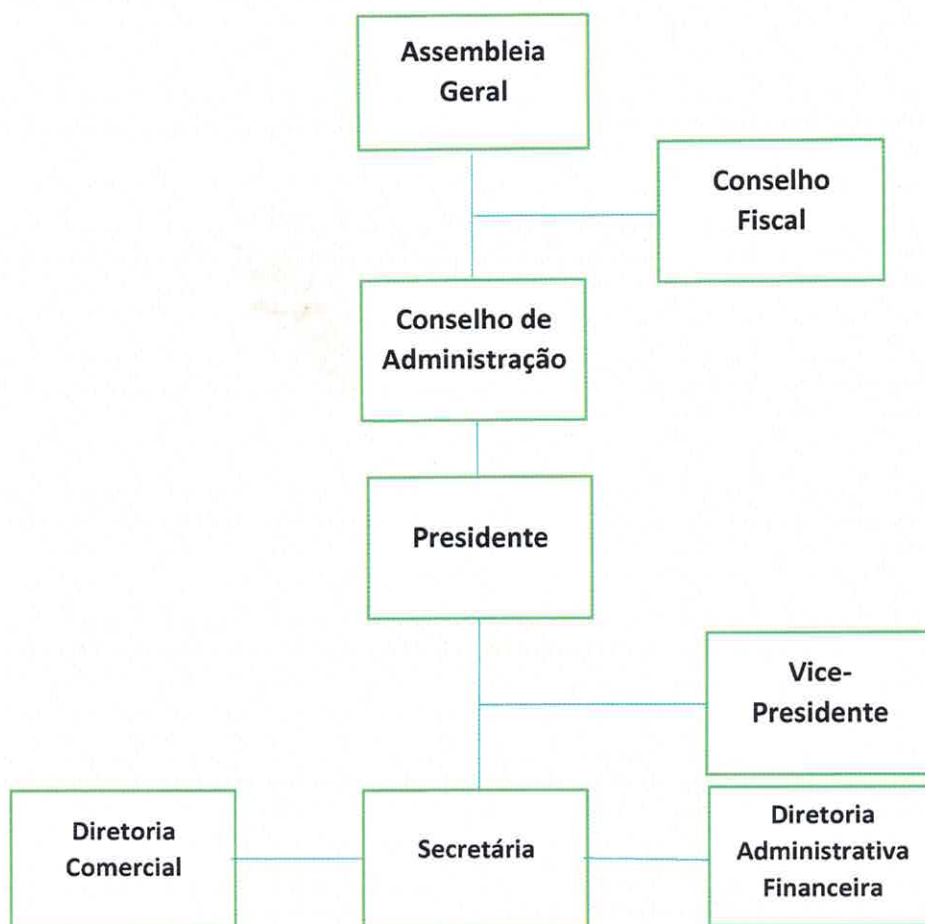 Assembleia
Geral
Conselho
Fiscal
Conselho de
Administração
Presidente
Vice-
Presidente
Diretoria
Comercial
Secretária
Diretoria
Administrativa
Financeira